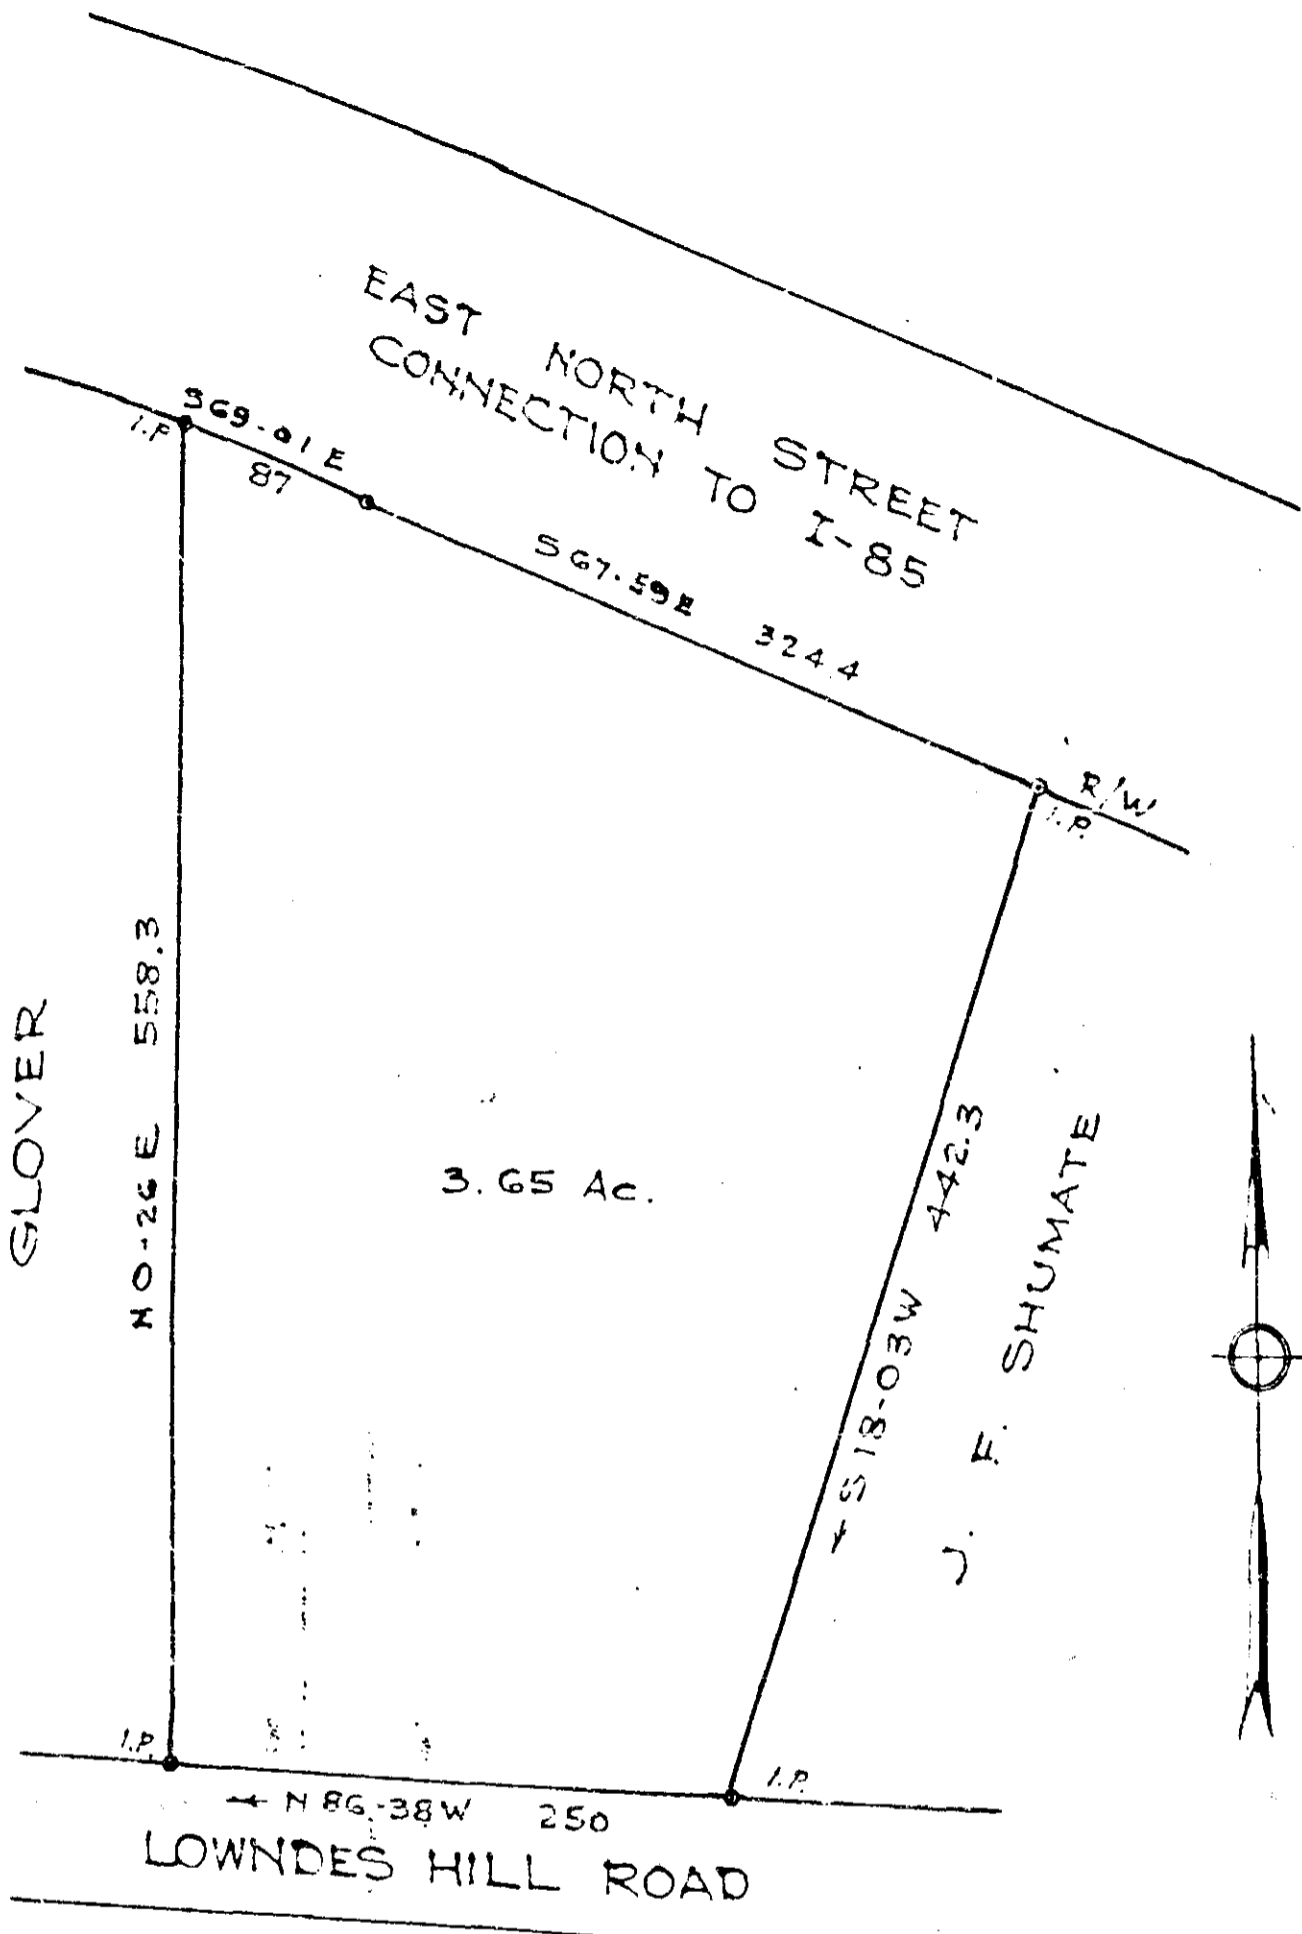 EAST NORTH STREET
CONNECTION TO I-85
I.P.
S69-01E
87
S67-59E 324.4
R/W
I.P.
GLOVER
N0-26E 558.3
3.65 Ac.
S18-03W 442.3
J. F. SHUMATE
I.P.
I.P.
N86-38W 250
LOWNDES HILL ROAD